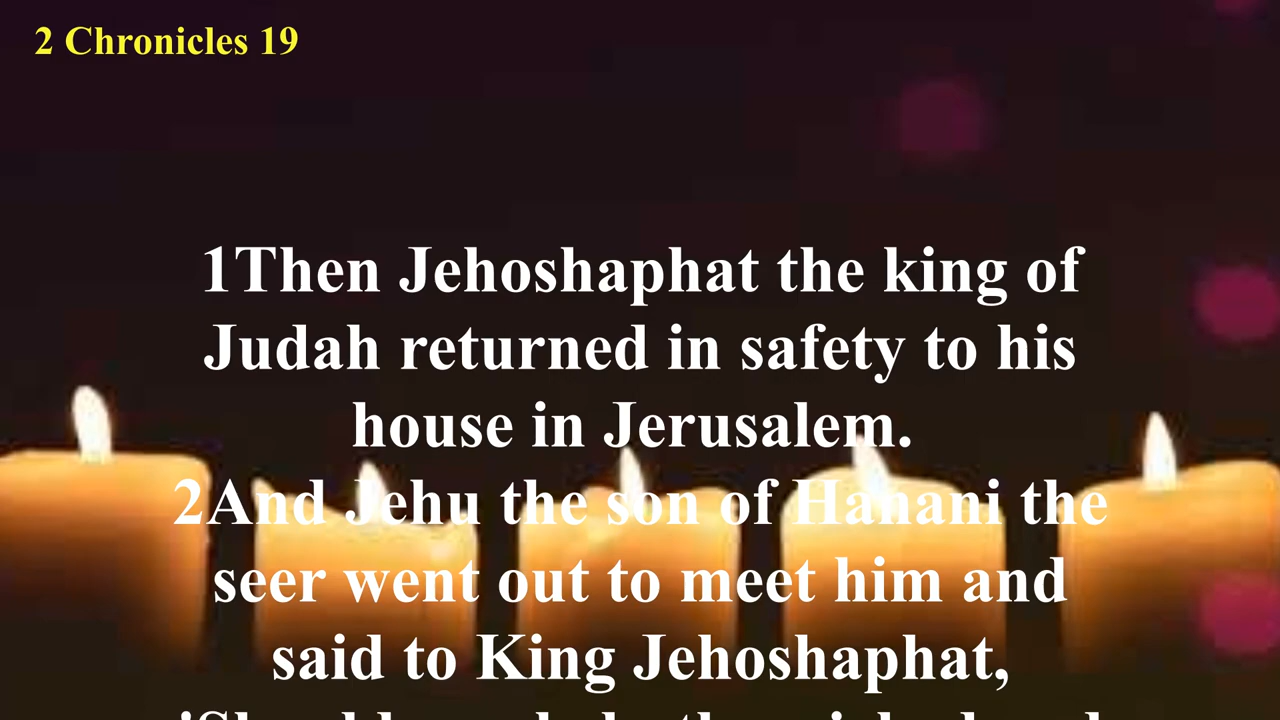 2 Chronicles 19
1Then Jehoshaphat the king of
Judah returned in safety to his
house in Jerusalem.
2And Jehu the son of Hanani the
seer went out to meet him and
said to King Jehoshaphat,